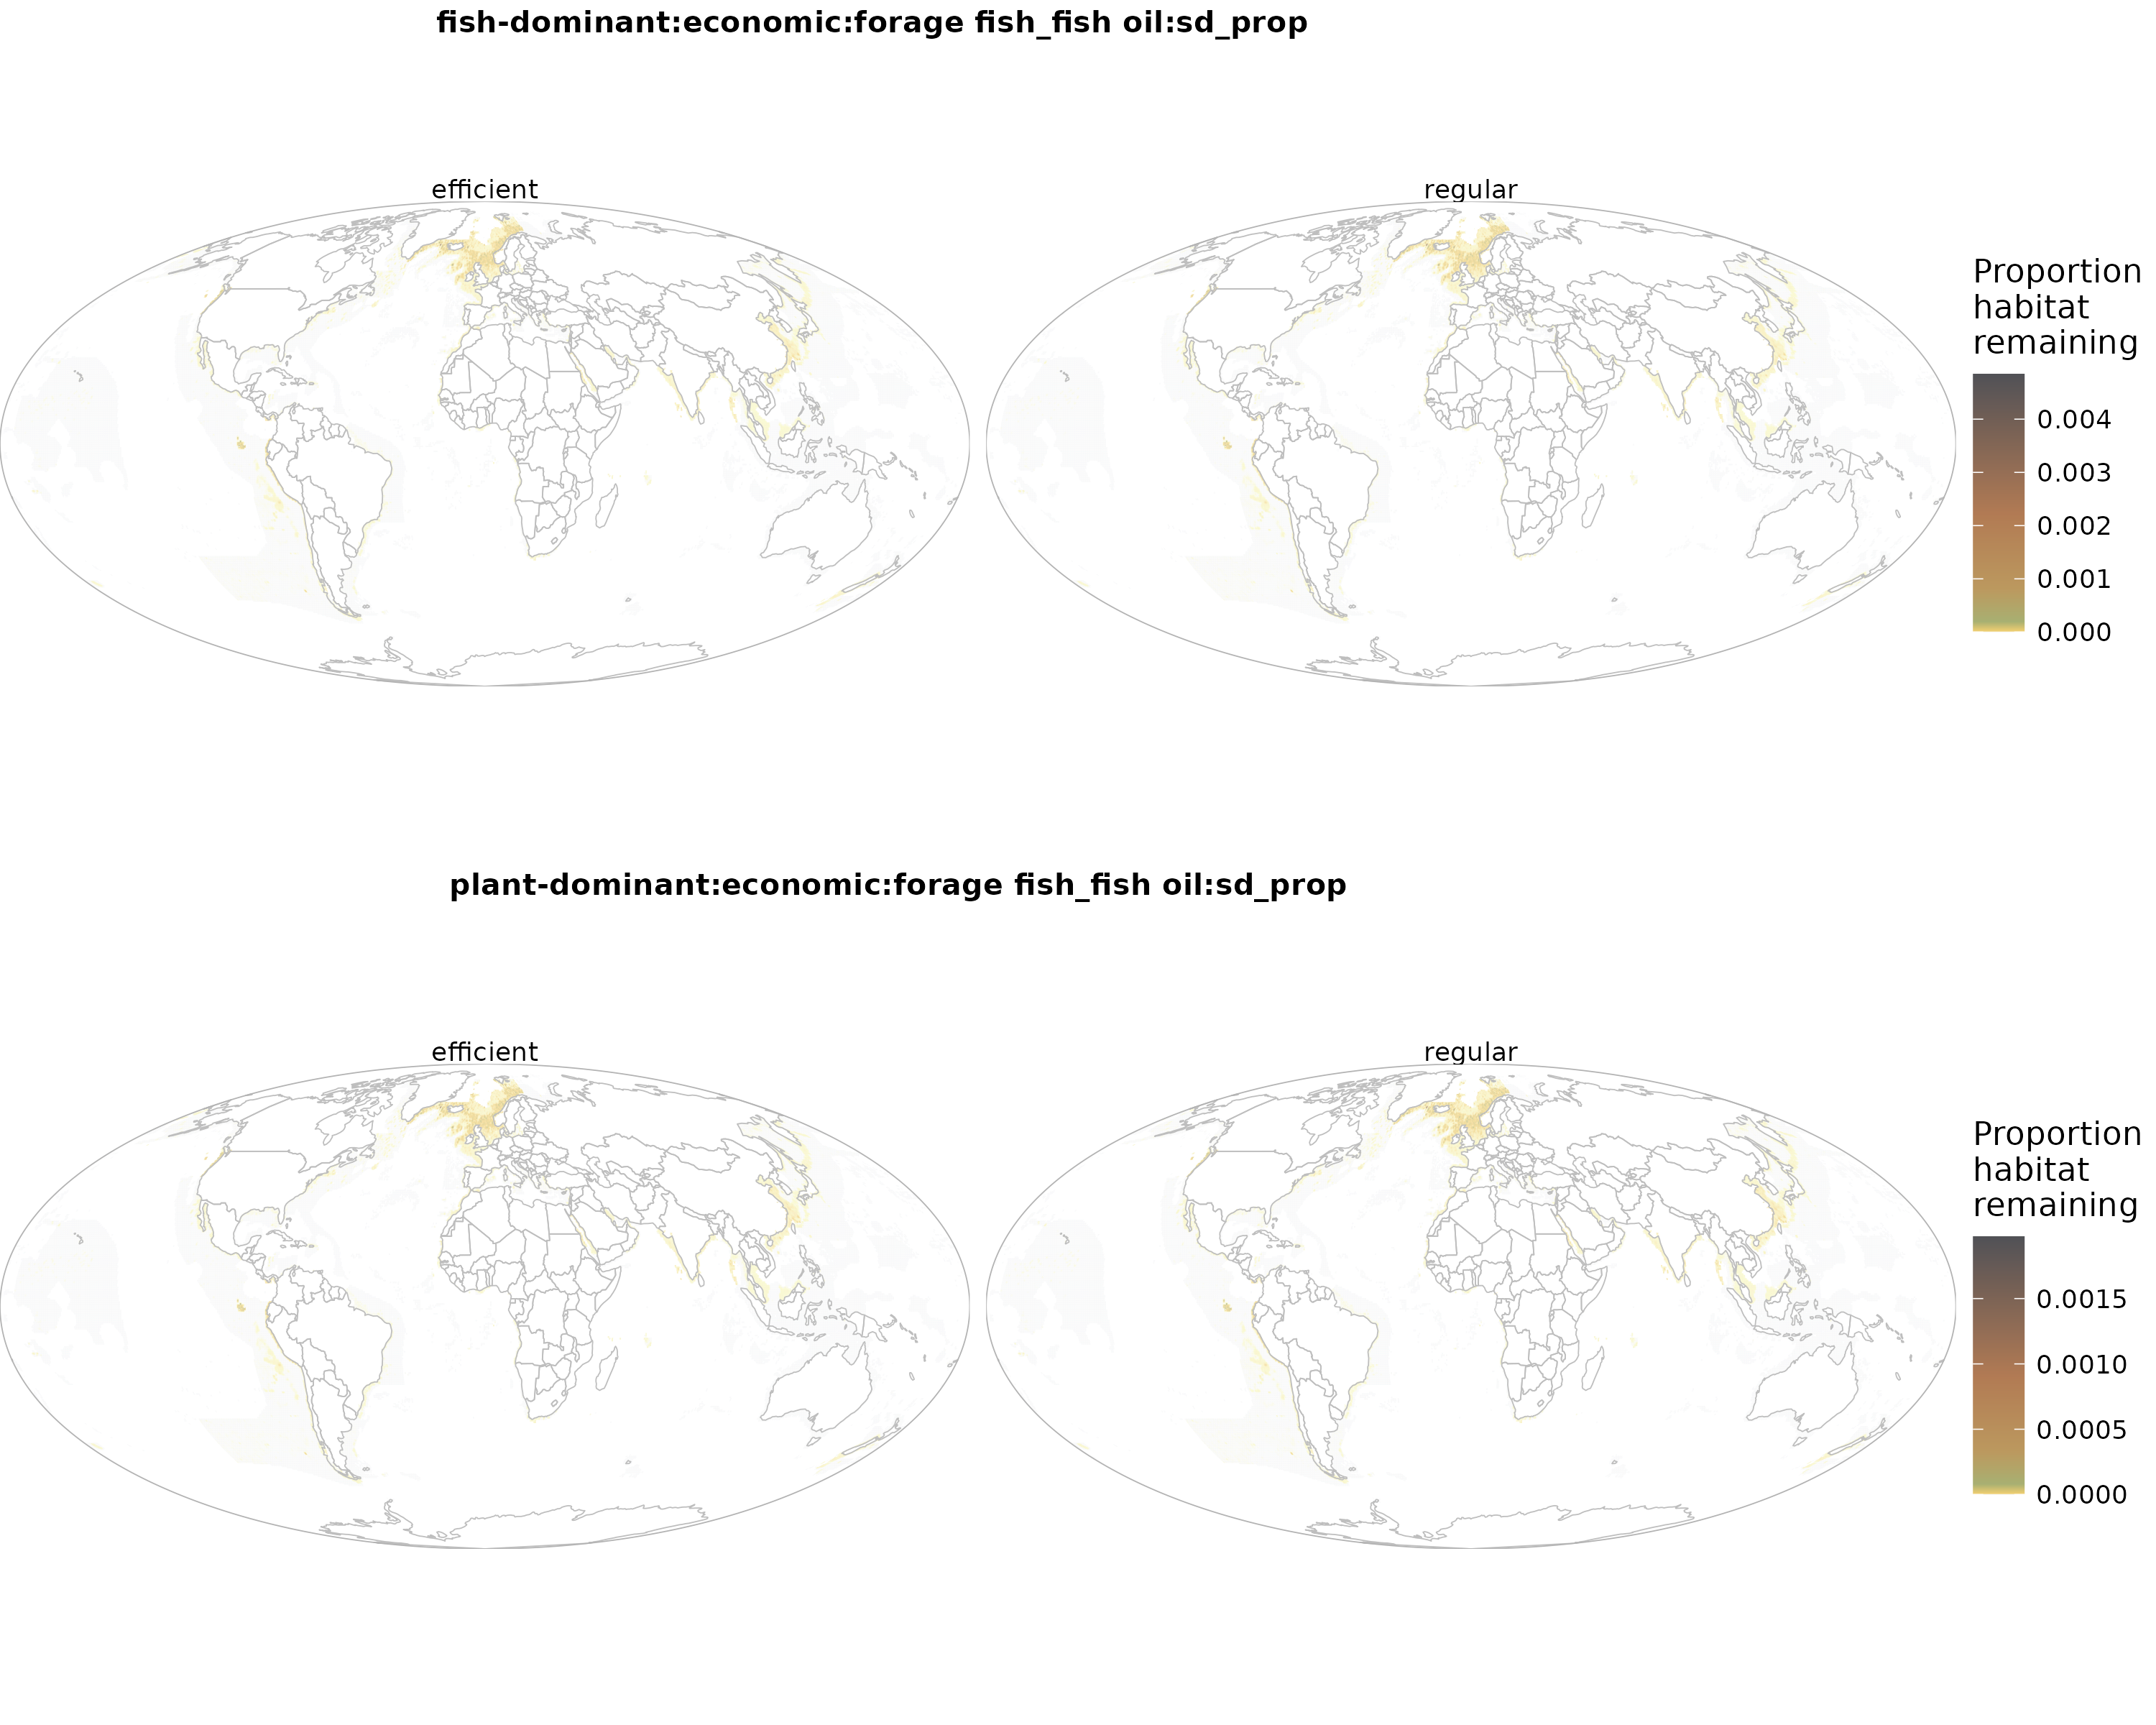 fish-dominant:economic:forage fish_fish oil:sd_prop
efficient
regular
Proportion
habitat
remaining
0.004
0.003
0.002
0.001
0.000
plant-dominant:economic:forage fish_fish oil:sd_prop
efficient
regular
Proportion
habitat
remaining
0.0015
0.0010
0.0005
0.0000